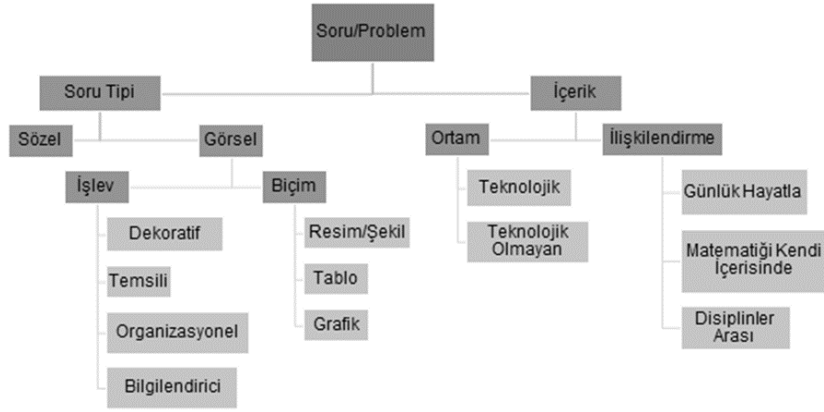 Soru/Problem
Soru Tipi
İçerik
Sözel
Görsel
Ortam
İlişkilendirme
İşlev
Biçim
Teknolojik
Günlük Hayatla
Dekoratif
Resim/Şekil
Teknolojik
Olmayan
Matematiği Kendi
İçerisinde
Temsili
Tablo
Organizasyonel
Grafik
Disiplinler
Arası
Bilgilendirici